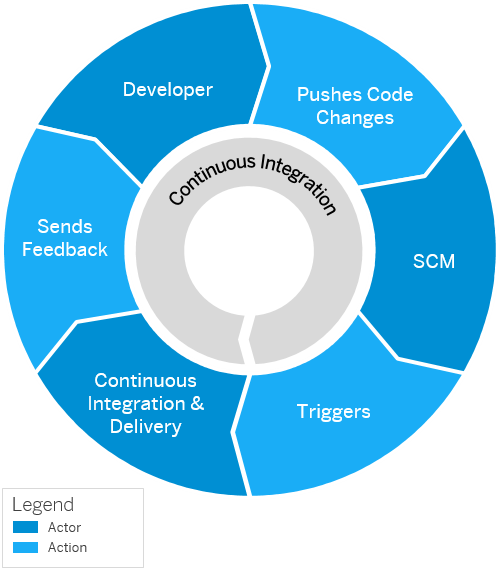 Developer
Pushes Code
Changes
Continuous Integration
Sends
Feedback
SCM
Continuous
Integration &
Delivery
Triggers
Legend
Actor
Action